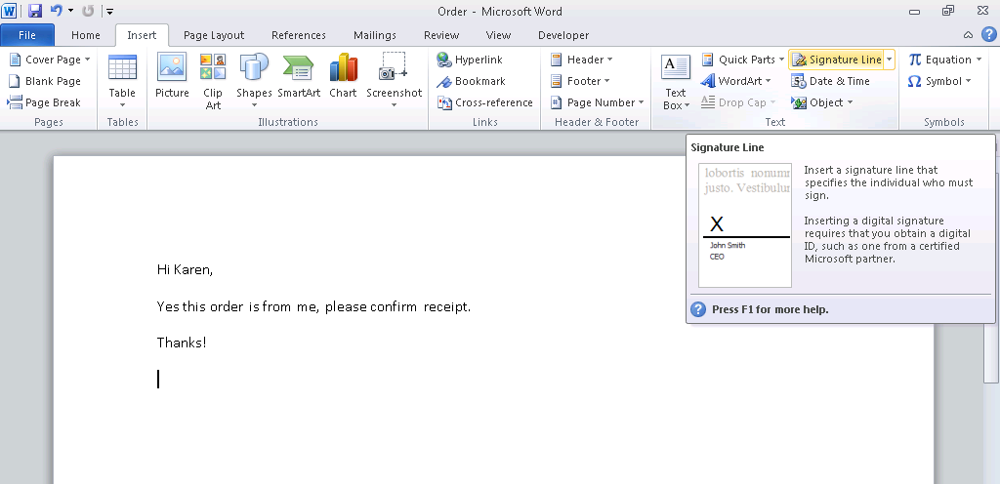 Order - Microsoft Word
File Home Insert Page Layout References Mailings Review View Developer
Cover Page
Blank Page
Page Break
Pages
Table
Tables
Picture
Clip
Art
Shapes
SmartArt
Chart
Screenshot
Illustrations
Hyperlink
Bookmark
Cross-reference
Links
Header
Footer
Page Number
Header & Footer
A
Text
Box
Quick Parts
WordArt
Drop Cap
Signature Line
Date & Time
Object
Text
Equation
Symbol
Symbols
Signature Line
lobortis nonumm
justo. Vestibulum
X
John Smith
CEO
Insert a signature line that
specifies the individual who must
sign.
Inserting a digital signature
requires that you obtain a digital
ID, such as one from a certified
Microsoft partner.
Press F1 for more help.
Hi Karen,
Yes this order is from me, please confirm receipt.
Thanks!